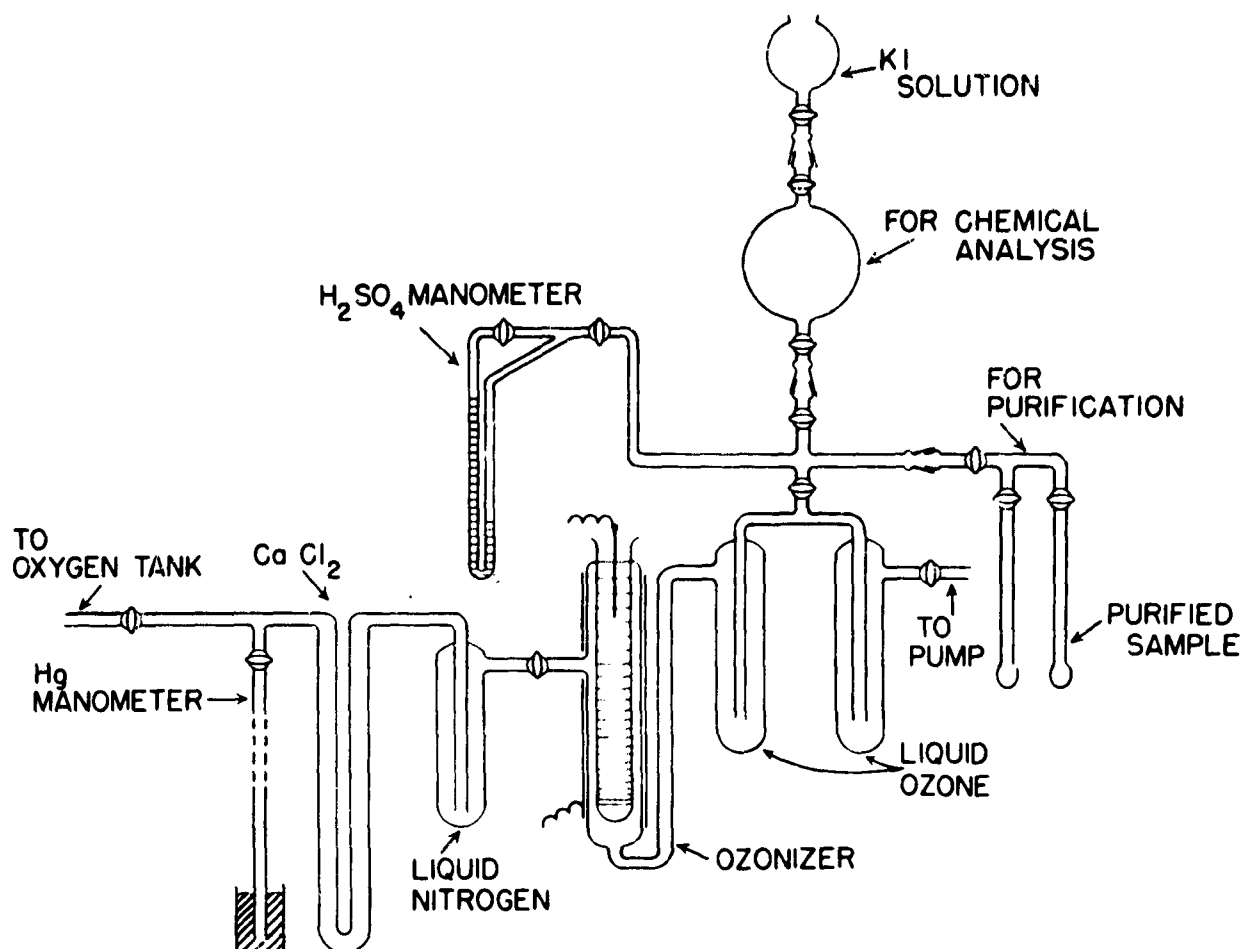 KI
SOLUTION
FOR CHEMICAL
ANALYSIS
H₂SO₄ MANOMETER
FOR
PURIFICATION
TO
OXYGEN TANK
Ca Cl₂
TO
PUMP
PURIFIED
SAMPLE
Hg
MANOMETER
LIQUID
OZONE
LIQUID
NITROGEN
OZONIZER